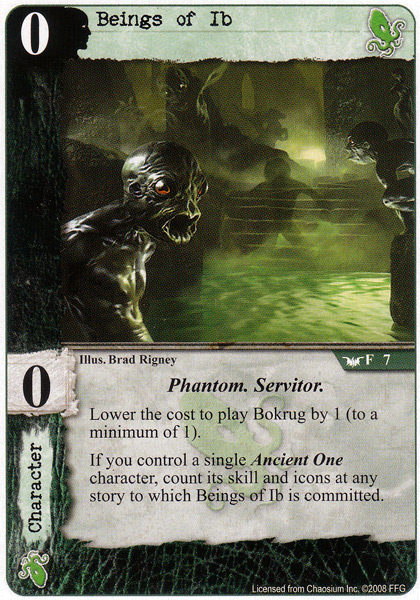 0
Beings of Ib
Illus. Brad Rigney
F 7
0
Phantom. Servitor.
Lower the cost to play Bokrug by 1 (to a
minimum of 1).
If you control a single Ancient One
character, count its skill and icons at any
story to which Beings of Ib is committed.
Character
Licensed from Chaosium Inc. ©2008 FFG